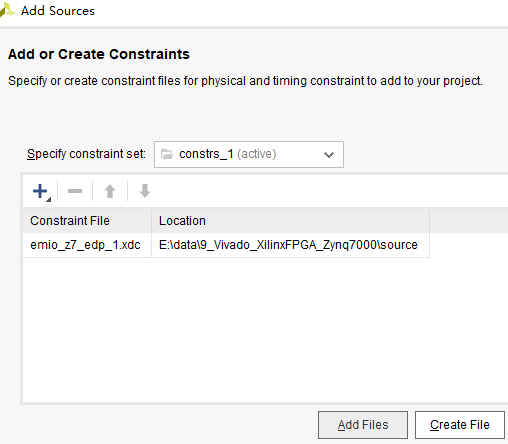 Add Sources
Add or Create Constraints
Specify or create constraint files for physical and timing constraint to add to your project.
Specify constraint set: constrs_1 (active)
Constraint File Location
emio_z7_edp_1.xdc E:\data\9_Vivado_XilinxFPGA_Zynq7000\source
Add Files Create File